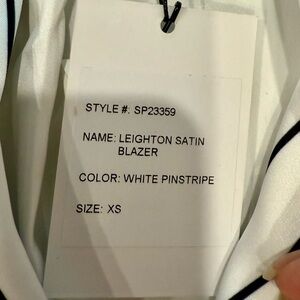 STYLE #: SP23359
NAME: LEIGHTON SATIN
BLAZER
COLOR: WHITE PINSTRIPE
SIZE: XS